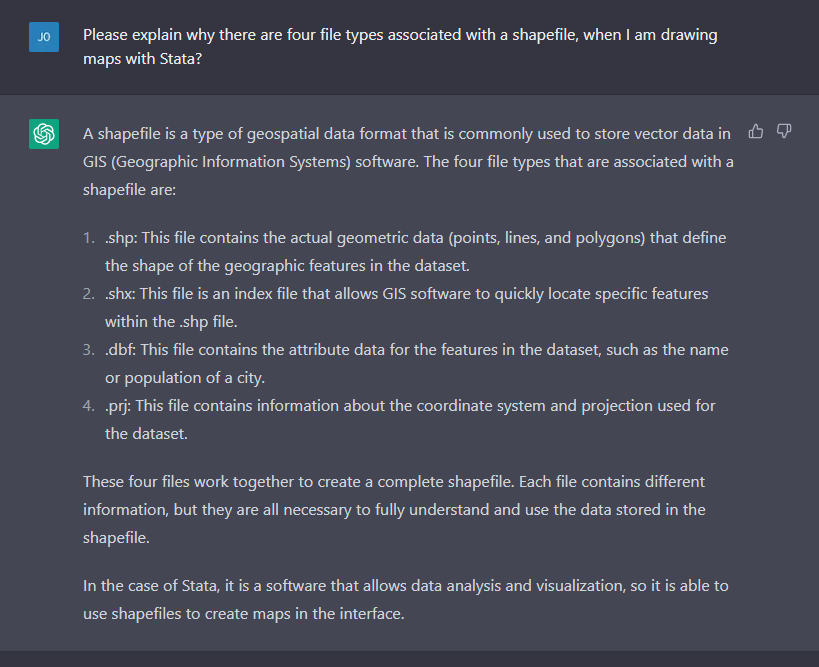 JO
Please explain why there are four file types associated with a shapefile, when I am drawing
maps with Stata?
A shapefile is a type of geospatial data format that is commonly used to store vector data in
GIS (Geographic Information Systems) software. The four file types that are associated with a
shapefile are:
1. .shp: This file contains the actual geometric data (points, lines, and polygons) that define
the shape of the geographic features in the dataset.
2. .shx: This file is an index file that allows GIS software to quickly locate specific features
within the .shp file.
3. .dbf: This file contains the attribute data for the features in the dataset, such as the name
or population of a city.
4. .prj: This file contains information about the coordinate system and projection used for
the dataset.
These four files work together to create a complete shapefile. Each file contains different
information, but they are all necessary to fully understand and use the data stored in the
shapefile.
In the case of Stata, it is a software that allows data analysis and visualization, so it is able to
use shapefiles to create maps in the interface.